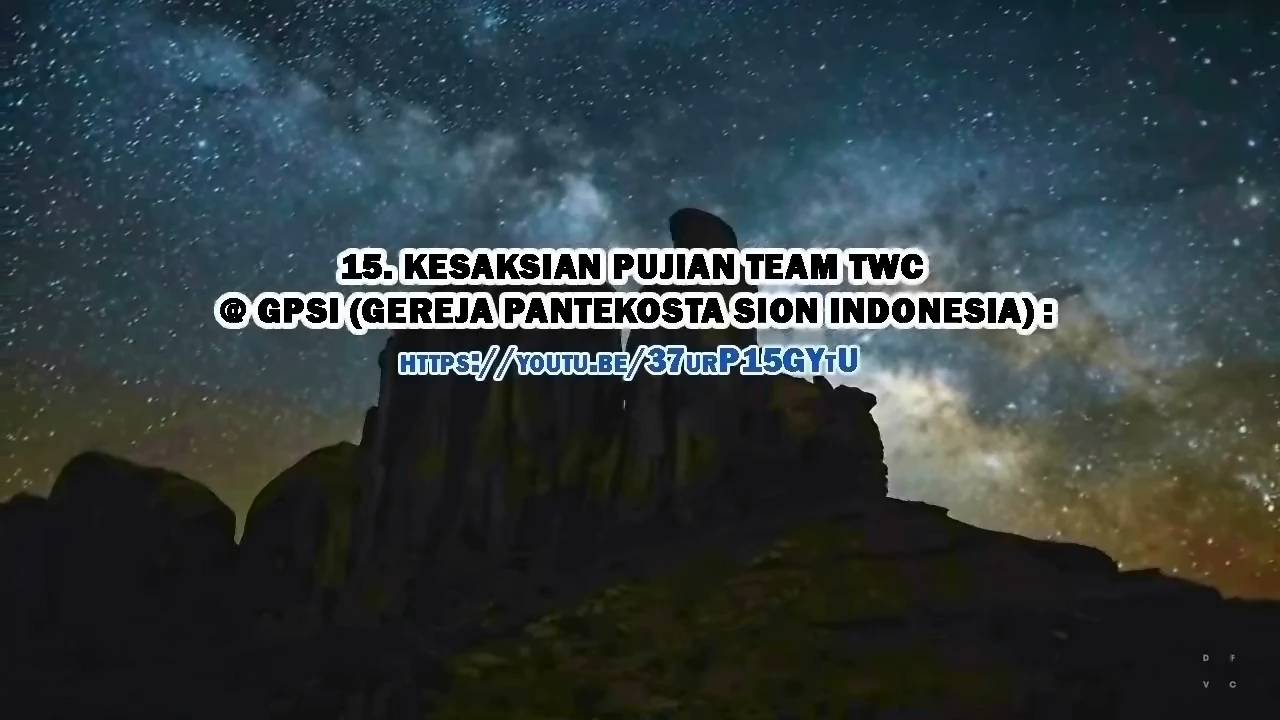 15. KESAKSIAN PUJIAN TEAM TWC
@ GPSI (GEREJA PANTEKOSTA SION INDONESIA) :
https://youtu.be/37urP15GYtU
D F
V C